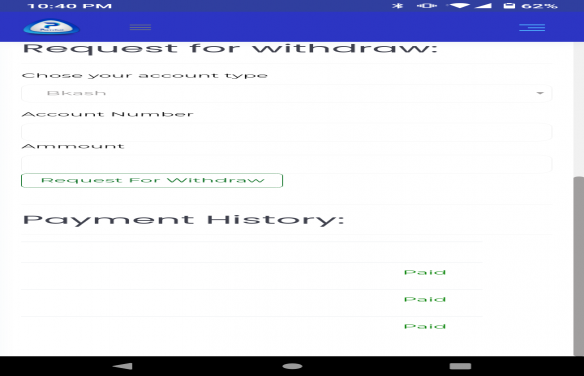 10:40 PM
62%
Request for withdraw:
Chose your account type
Bkash
Account Number
Ammount
Request For Withdraw
Payment History:
Paid
Paid
Paid